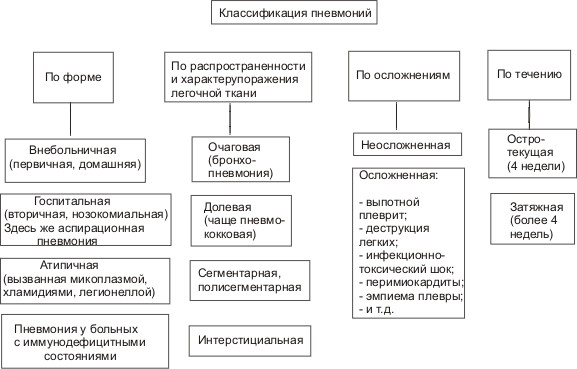 Классификация пневмоний
По форме
Внебольничная
(первичная, домашняя)
Госпитальная
(вторичная, нозокомиальная)
Здесь же аспирационная
пневмония
Атипичная
(вызванная микоплазмой,
хламидиями, легионеллой)
Пневмония у больных
с иммунодефицитными
состояниями
По распространенности
и характерупоражения
легочной ткани
Очаговая
(бронхо-
пневмония)
Долевая
(чаще пневмо-
кокковая)
Сегментарная,
полисегментарная
Интерстициальная
По осложнениям
Неосложненная
Осложненная:
- выпотной
плеврит;
- деструкция
легких;
- инфекционно-
токсический шок;
- перимиокардиты;
- эмпиема плевры;
- и т.д.
По течению
Остро-
текущая
(4 недели)
Затяжная
(более 4
недель)